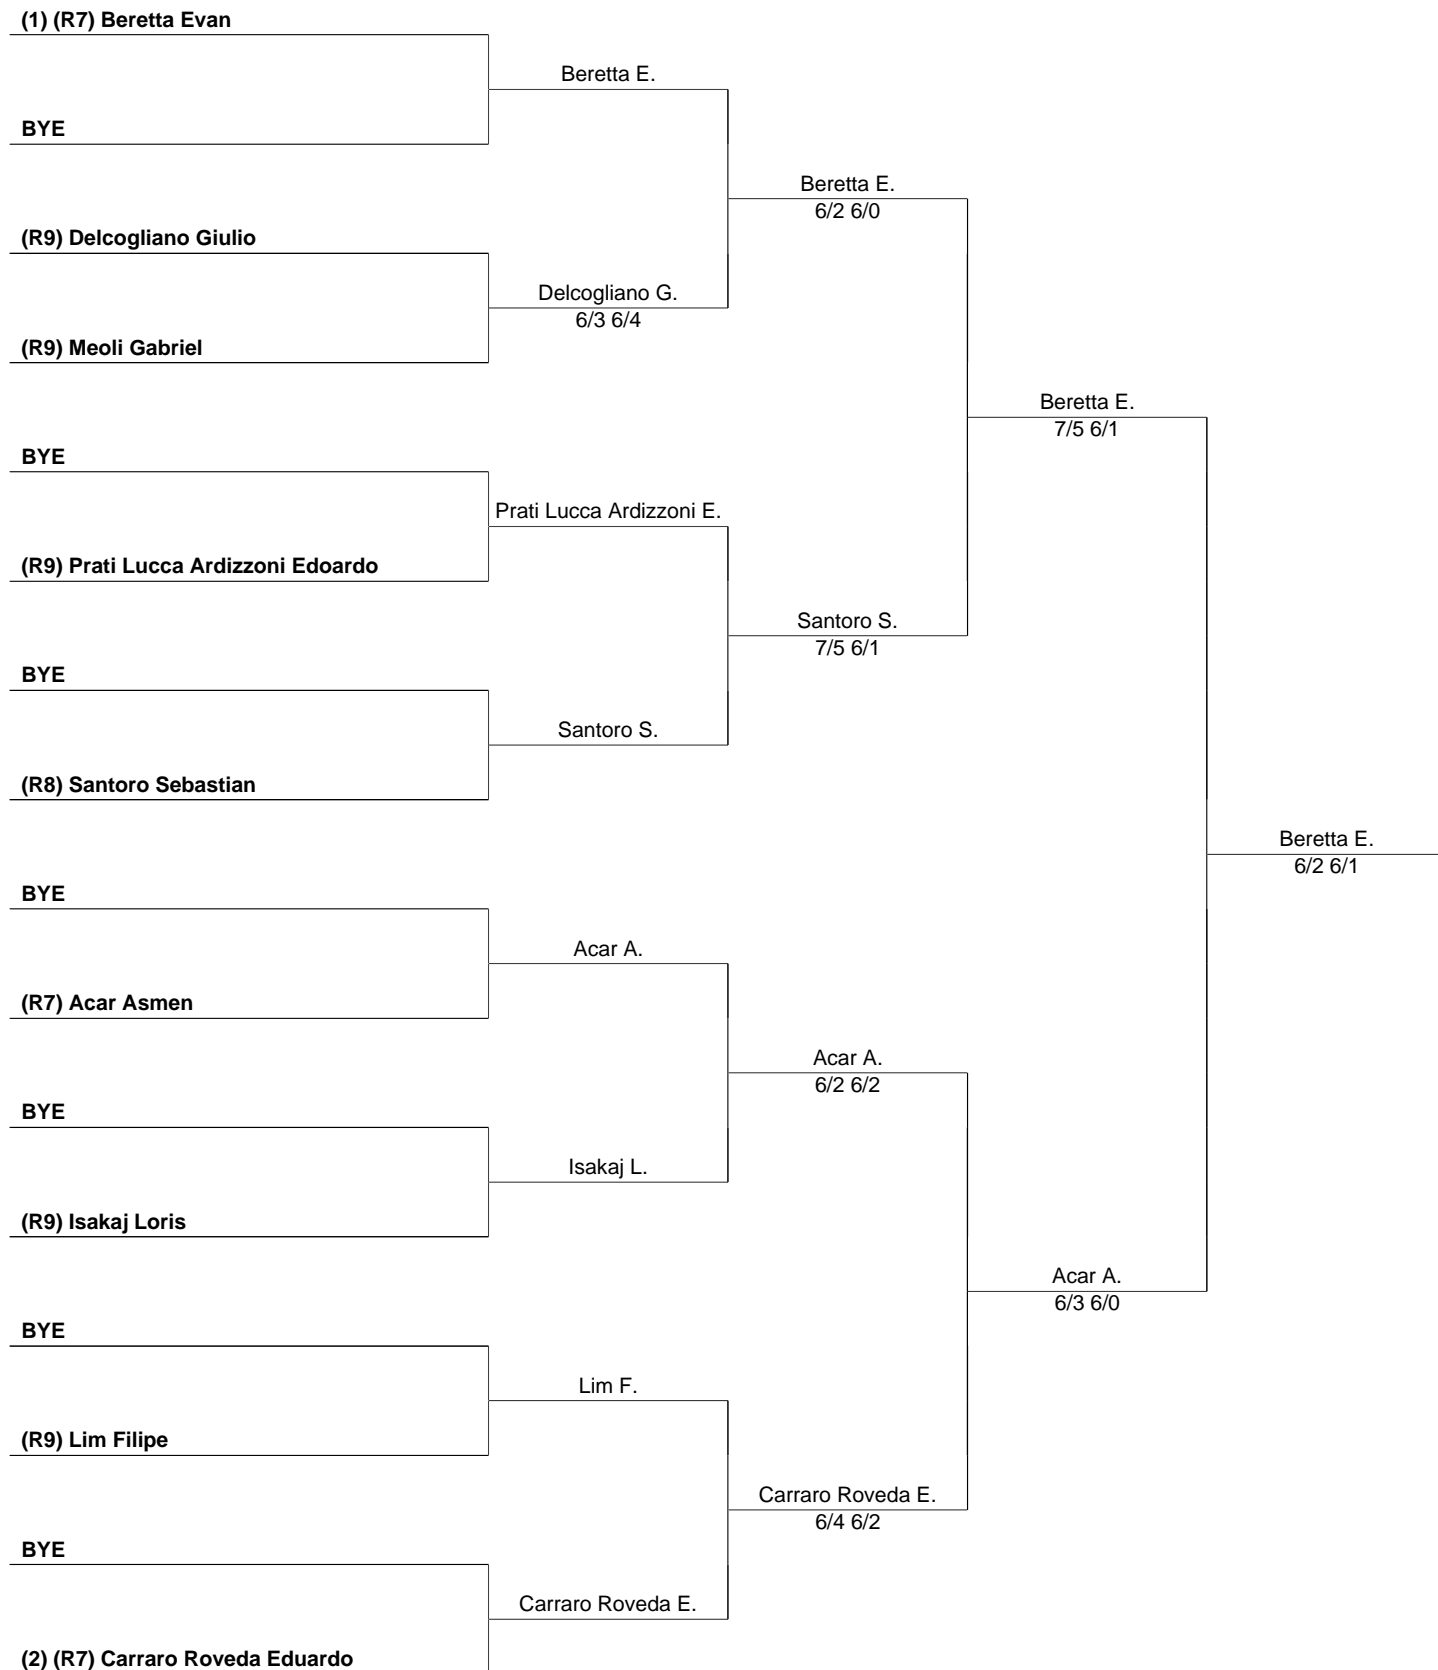 (1) (R7) Beretta Evan
Beretta E.
BYE
Beretta E.
6/2 6/0
(R9) Delcogliano Giulio
Delcogliano G.
6/3 6/4
(R9) Meoli Gabriel
Beretta E.
7/5 6/1
BYE
Prati Lucca Ardizzoni E.
(R9) Prati Lucca Ardizzoni Edoardo
Santoro S.
7/5 6/1
BYE
Santoro S.
(R8) Santoro Sebastian
Beretta E.
6/2 6/1
BYE
Acar A.
(R7) Acar Asmen
Acar A.
6/2 6/2
BYE
Isakaj L.
(R9) Isakaj Loris
Acar A.
6/3 6/0
BYE
Lim F.
(R9) Lim Filipe
Carraro Roveda E.
6/4 6/2
BYE
Carraro Roveda E.
(2) (R7) Carraro Roveda Eduardo